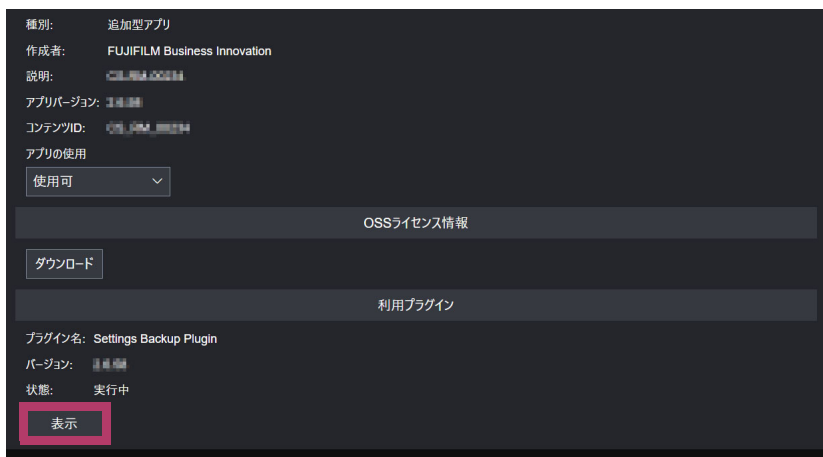 種別: 追加型アプリ
作成者: FUJIFILM Business Innovation
説明:
アプリバージョン:
コンテンツID:
アプリの使用
使用可
OSSライセンス情報
ダウンロード
利用プラグイン
プラグイン名: Settings Backup Plugin
バージョン:
状態: 実行中
表示